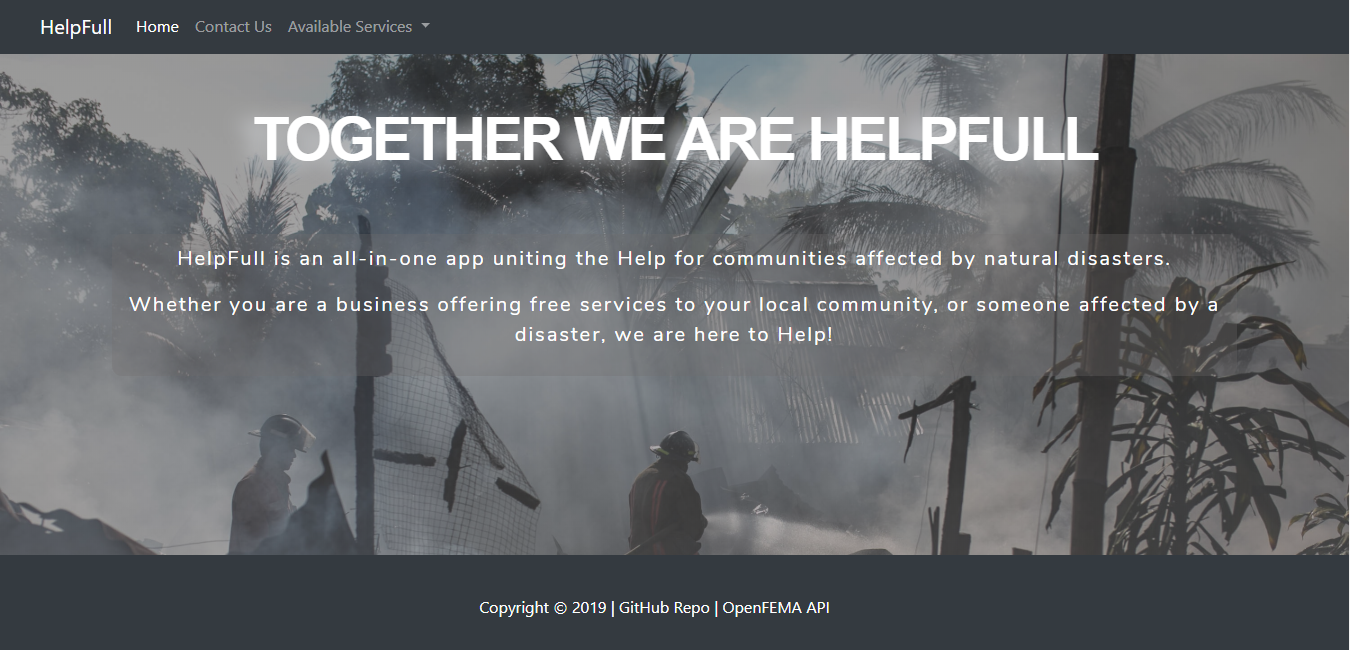 HelpFull Home Contact Us Available Services
TOGETHER WE ARE HELPFULL
HelpFull is an all-in-one app uniting the Help for communities affected by natural disasters.
Whether you are a business offering free services to your local community, or someone affected by a
disaster, we are here to Help!
Copyright © 2019 | GitHub Repo | OpenFEMA API